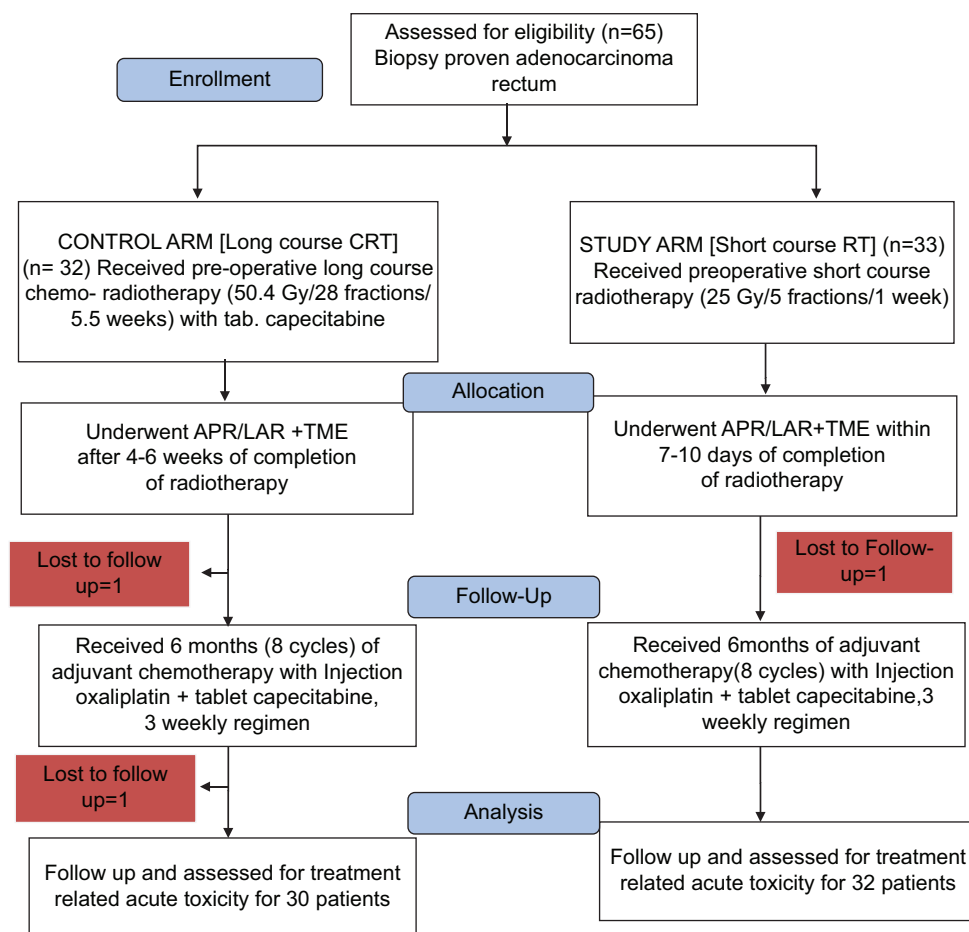 Assessed for eligibility (n=65)
Biopsy proven adenocarcinoma
rectum
Enrollment
CONTROL ARM [Long course CRT]
(n= 32) Received pre-operative long course
chemo- radiotherapy (50.4 Gy/28 fractions/
5.5 weeks) with tab. capecitabine
STUDY ARM [Short course RT] (n=33)
Received preoperative short course
radiotherapy (25 Gy/5 fractions/1 week)
Allocation
Underwent APR/LAR +TME
after 4-6 weeks of completion
of radiotherapy
Underwent APR/LAR+TME within
7-10 days of completion
of radiotherapy
Lost to follow
up=1
Lost to Follow-
up=1
Follow-Up
Received 6 months (8 cycles) of
adjuvant chemotherapy with Injection
oxaliplatin + tablet capecitabine,
3 weekly regimen
Received 6months of adjuvant
chemotherapy(8 cycles) with Injection
oxaliplatin + tablet capecitabine,3
weekly regimen
Lost to follow
up=1
Analysis
Follow up and assessed for treatment
related acute toxicity for 30 patients
Follow up and assessed for treatment
related acute toxicity for 32 patients